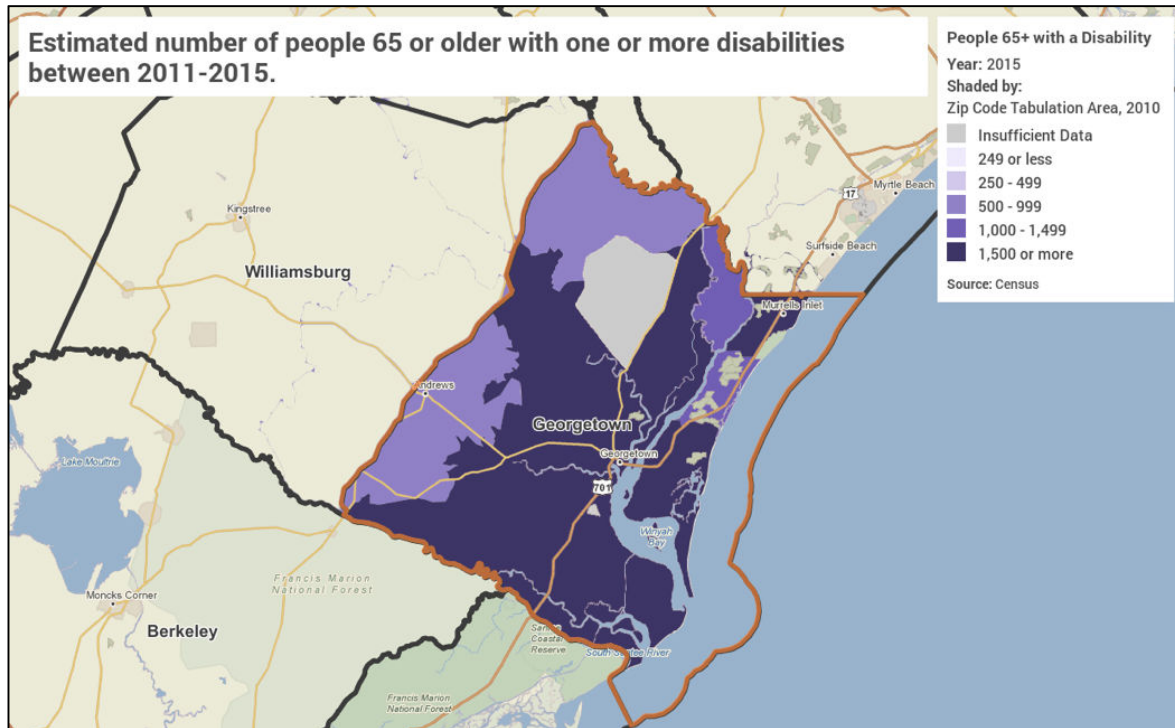 Estimated number of people 65 or older with one or more disabilities
between 2011-2015.
People 65+ with a Disability
Year: 2015
Shaded by:
Zip Code Tabulation Area, 2010
Insufficient Data
249 or less
250 - 499
500 - 999
1,000 - 1,499
1,500 or more
Source: Census
17
Myrtle Beach
Kingstree
Surfside Beach
Williamsburg
Murrells Inlet
Andrews
Georgetown
Georgetown
Lake Moultrie
701
Winyah
Bay
Francis Marion
National Forest
Moncks Corner
Berkeley
Coastal
Reserve
South Santee River
Francis Marion
National Forest